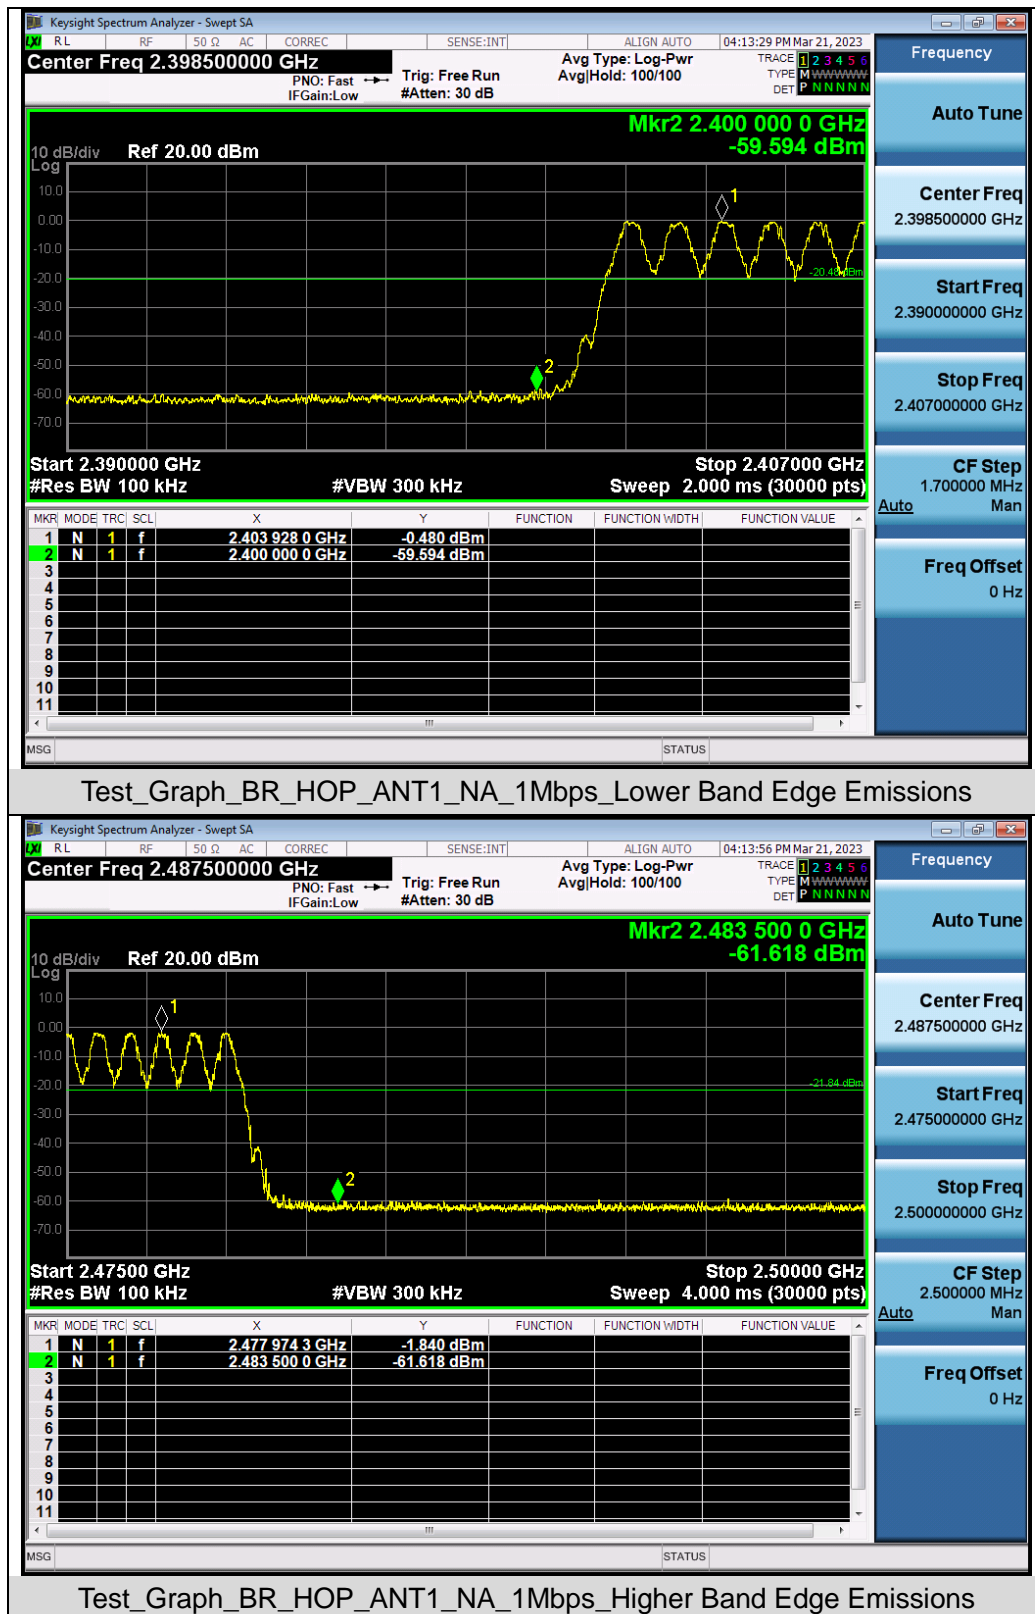 Keysight Spectrum Analyzer - Swept SA
LXI RL RF 50 Ω AC CORREC SENSE:INT ALIGN AUTO 04:13:29 PM Mar 21, 2023
Center Freq 2.398500000 GHz
PNO: Fast
IFGain:Low
Trig: Free Run
#Atten: 30 dB
Avg Type: Log-Pwr
Avg|Hold: 100/100
TRACE 1 2 3 4 5 6
TYPE M WWWWW
DET P N N N N N
Mkr2 2.400 000 0 GHz
-59.594 dBm
10 dB/div Ref 20.00 dBm
Log
10.0
0.00
-10.0
-20.0
-30.0
-40.0
-50.0
-60.0
-70.0
1
2
-20.48 dBm
Start 2.390000 GHz Stop 2.407000 GHz
#Res BW 100 kHz #VBW 300 kHz Sweep 2.000 ms (30000 pts)
MKR MODE TRC SCL X Y FUNCTION FUNCTION WIDTH FUNCTION VALUE
1 N 1 f 2.403 928 0 GHz -0.480 dBm
2 N 1 f 2.400 000 0 GHz -59.594 dBm
3
4
5
6
7
8
9
10
11
MSG STATUS
Frequency
Auto Tune
Center Freq
2.398500000 GHz
Start Freq
2.390000000 GHz
Stop Freq
2.407000000 GHz
CF Step
1.700000 MHz
Auto Man
Freq Offset
0 Hz
Test_Graph_BR_HOP_ANT1_NA_1Mbps_Lower Band Edge Emissions
Keysight Spectrum Analyzer - Swept SA
LXI RL RF 50 Ω AC CORREC SENSE:INT ALIGN AUTO 04:13:56 PM Mar 21, 2023
Center Freq 2.487500000 GHz
PNO: Fast
IFGain:Low
Trig: Free Run
#Atten: 30 dB
Avg Type: Log-Pwr
Avg|Hold: 100/100
TRACE 1 2 3 4 5 6
TYPE M WWWWW
DET P N N N N N
Mkr2 2.483 500 0 GHz
-61.618 dBm
10 dB/div Ref 20.00 dBm
Log
10.0
0.00
-10.0
-20.0
-30.0
-40.0
-50.0
-60.0
-70.0
1
2
-21.84 dBm
Start 2.47500 GHz Stop 2.50000 GHz
#Res BW 100 kHz #VBW 300 kHz Sweep 4.000 ms (30000 pts)
MKR MODE TRC SCL X Y FUNCTION FUNCTION WIDTH FUNCTION VALUE
1 N 1 f 2.477 974 3 GHz -1.840 dBm
2 N 1 f 2.483 500 0 GHz -61.618 dBm
3
4
5
6
7
8
9
10
11
MSG STATUS
Frequency
Auto Tune
Center Freq
2.487500000 GHz
Start Freq
2.475000000 GHz
Stop Freq
2.500000000 GHz
CF Step
2.500000 MHz
Auto Man
Freq Offset
0 Hz
Test_Graph_BR_HOP_ANT1_NA_1Mbps_Higher Band Edge Emissions